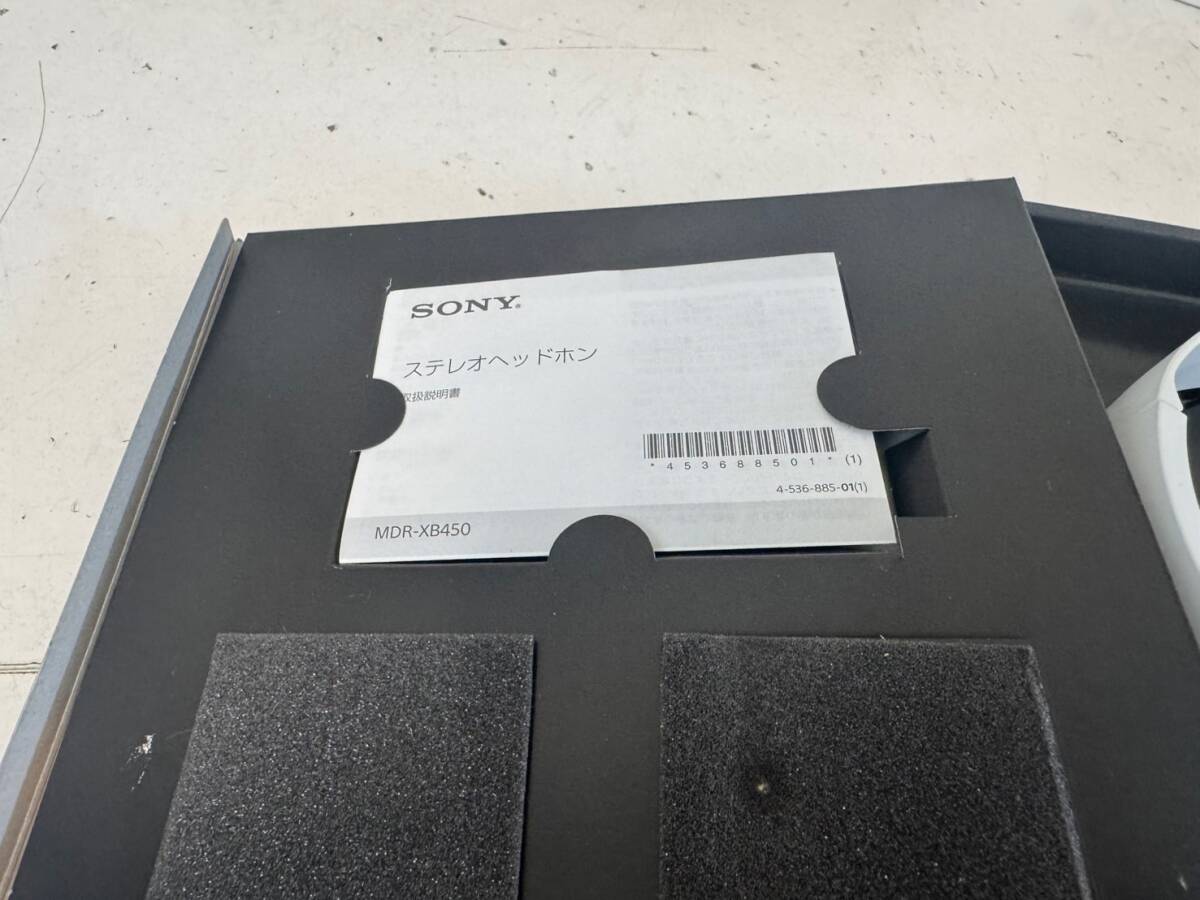 SONY®
ステレオヘッドホン
取扱説明書
*453688501* (1)
4-536-885-01(1)
MDR-XB450